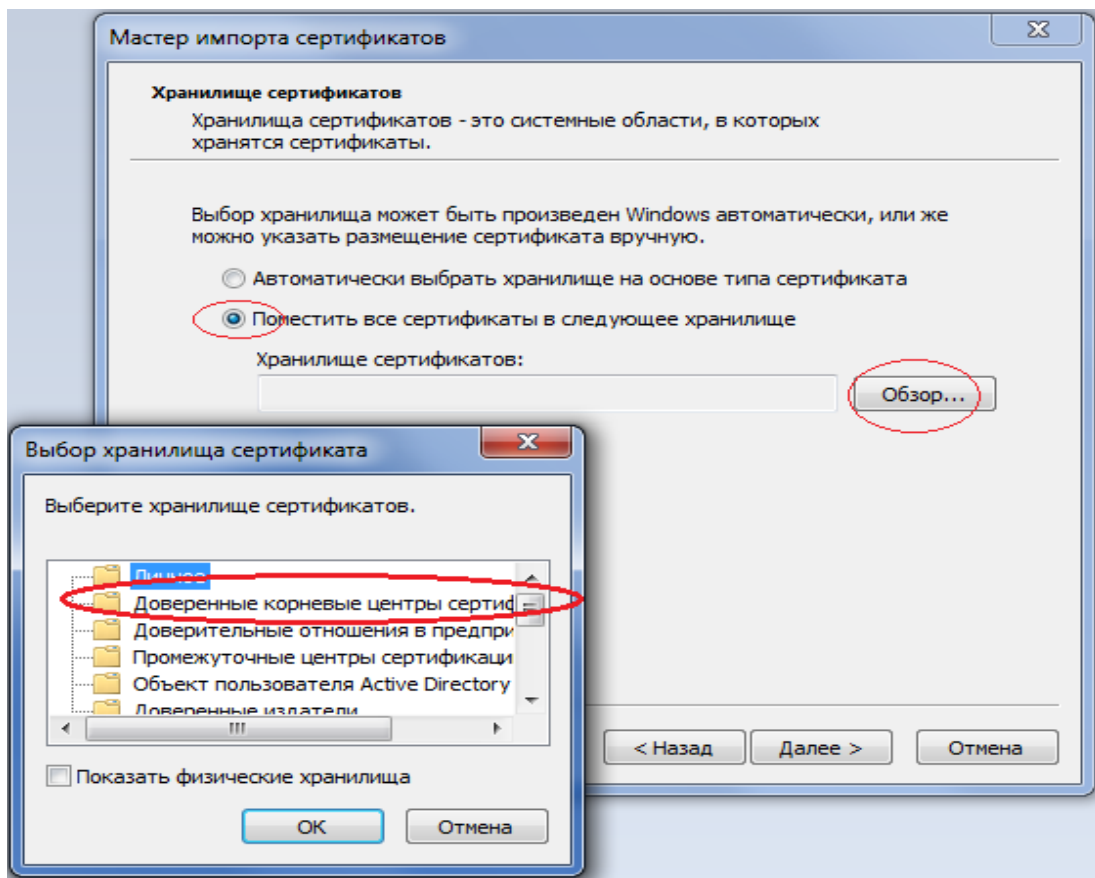 Мастер импорта сертификатов
Хранилище сертификатов
Хранилища сертификатов - это системные области, в которых
хранятся сертификаты.
Выбор хранилища может быть произведен Windows автоматически, или же
можно указать размещение сертификата вручную.
Автоматически выбрать хранилище на основе типа сертификата
Поместить все сертификаты в следующее хранилище
Хранилище сертификатов:
Обзор...
Выбор хранилища сертификата
Выберите хранилище сертификатов.
Личное
Доверенные корневые центры сертиф
Доверительные отношения в предпри
Промежуточные центры сертификаци
Объект пользователя Active Directory
Доверенные издатели
Показать физические хранилища
ОК
Отмена
< Назад
Далее >
Отмена